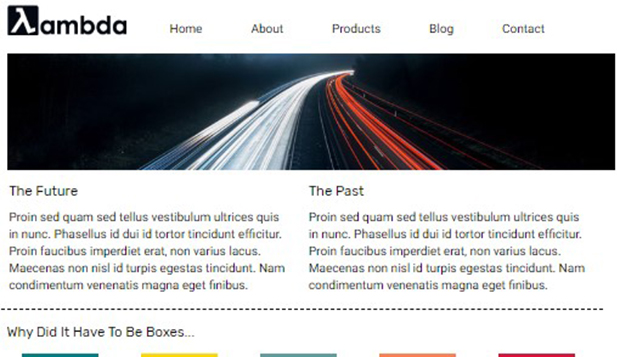 λambda
Home About Products Blog Contact
The Future
Proin sed quam sed tellus vestibulum ultrices quis
in nunc. Phasellus id dui id tortor tincidunt efficitur.
Proin faucibus imperdiet erat, non varius lacus.
Maecenas non nisl id turpis egestas tincidunt. Nam
condimentum venenatis magna eget finibus.
The Past
Proin sed quam sed tellus vestibulum ultrices quis
in nunc. Phasellus id dui id tortor tincidunt efficitur.
Proin faucibus imperdiet erat, non varius lacus.
Maecenas non nisl id turpis egestas tincidunt. Nam
condimentum venenatis magna eget finibus.
Why Did It Have To Be Boxes...